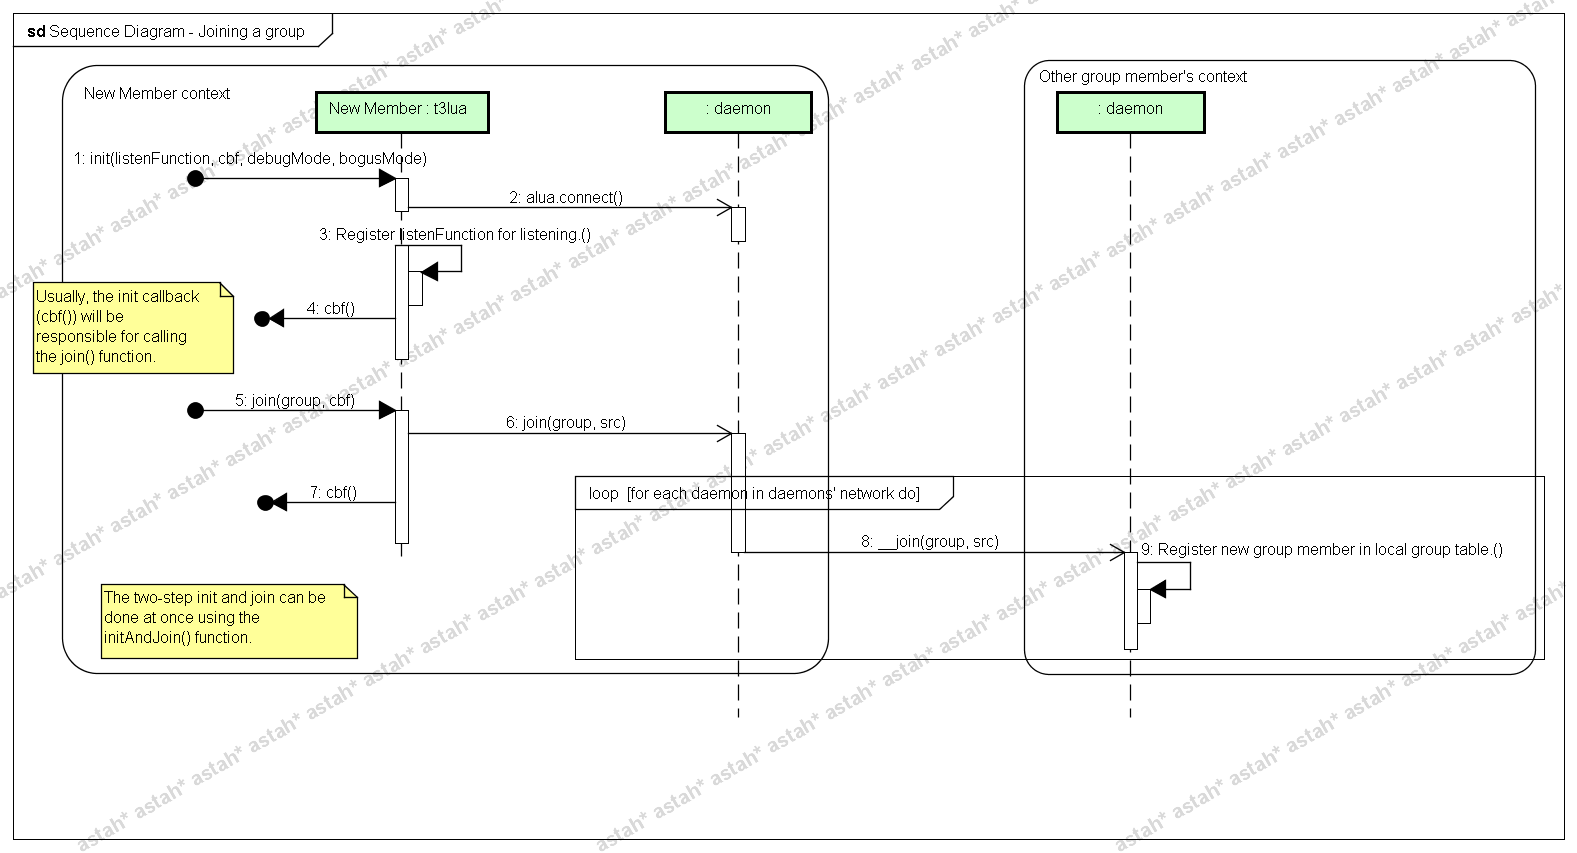 sd Sequence Diagram - Joining a group
New Member context
Other group member's context
New Member : t3lua
: daemon
: daemon
1: init(listenFunction, cbf, debugMode, bogusMode)
2: alua.connect()
3: Register listenFunction for listening.()
Usually, the init callback
(cbf()) will be
responsible for calling
the join() function.
4: cbf()
5: join(group, cbf)
6: join(group, src)
7: cbf()
loop [for each daemon in daemons' network do]
8: __join(group, src)
9: Register new group member in local group table.()
The two-step init and join can be
done at once using the
initAndJoin() function.
astah* astah* astah* astah* astah* astah* astah* astah*